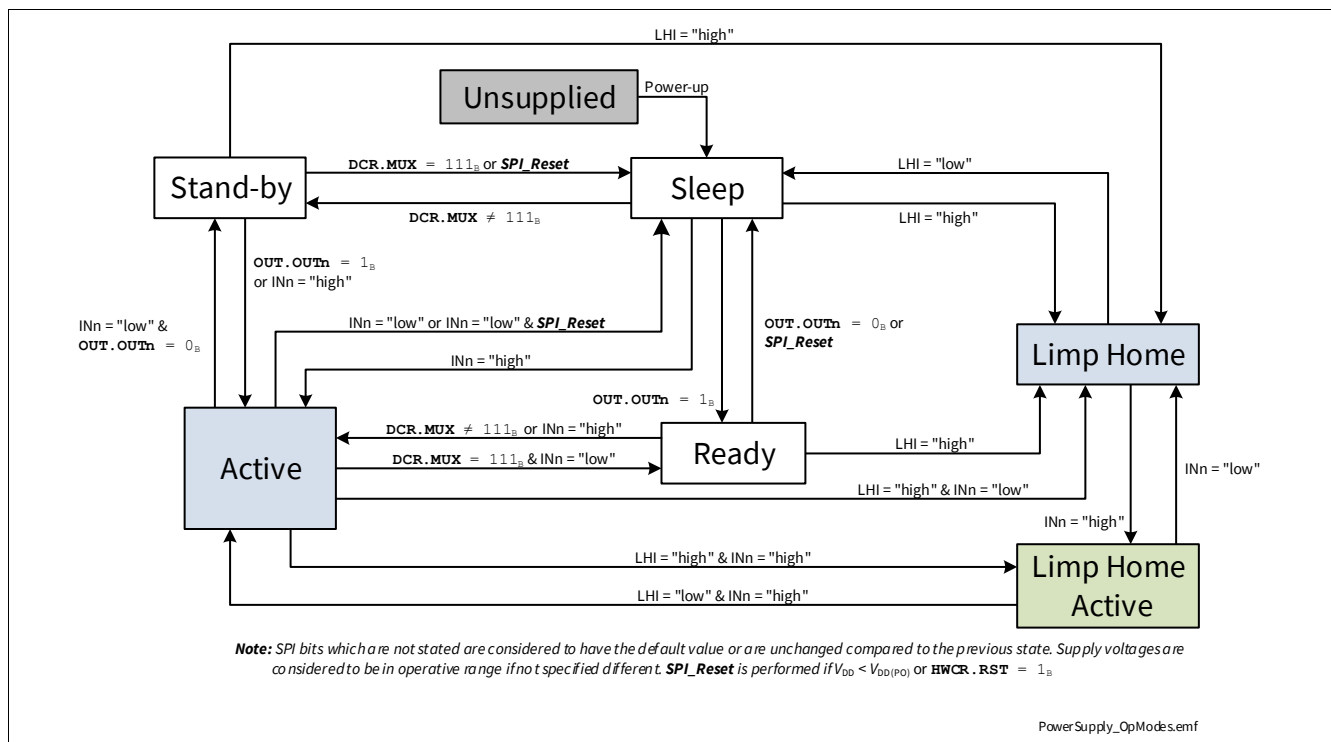 LHI = "high"
Unsupplied
Power-up
Stand-by
DCR.MUX = 111B or SPI_Reset
Sleep
LHI = "low"
DCR.MUX ≠ 111B
LHI = "high"
OUT.OUTn = 1B
or INn = "high"
INn = "low" &
OUT.OUTn = 0B
INn = "low" or INn = "low" & SPI_Reset
OUT.OUTn = 0B or
SPI_Reset
Limp Home
INn = "high"
OUT.OUTn = 1B
Active
DCR.MUX ≠ 111B or INn = "high"
Ready
LHI = "high"
DCR.MUX = 111B & INn = "low"
INn = "low"
LHI = "high" & INn = "low"
INn = "high"
LHI = "high" & INn = "high"
Limp Home
Active
LHI = "low" & INn = "high"
Note: SPI bits which are not stated are considered to have the default value or are unchanged compared to the previous state. Supply voltages are
considered to be in operative range if not specified different. SPI_Reset is performed if VDD < VDD(PO) or HWCR.RST = 1B
PowerSupply_OpModes.emf